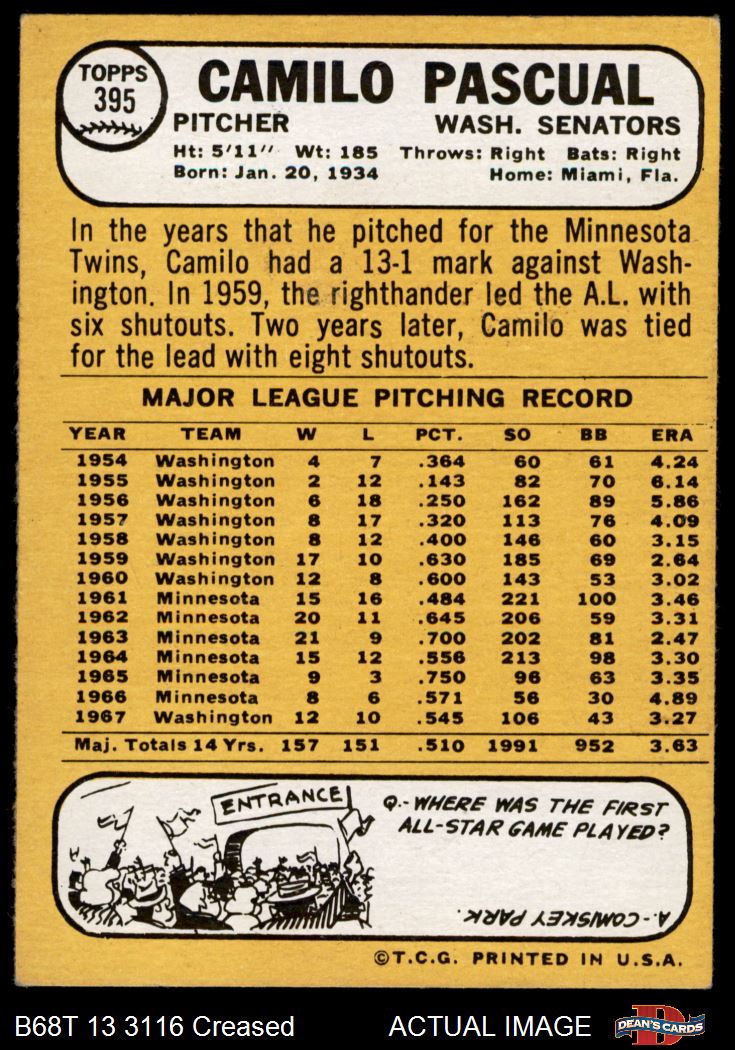 TOPPS
395
CAMILO PASCUAL
PITCHER WASH. SENATORS
Ht: 5'11" Wt: 185 Throws: Right Bats: Right
Born: Jan. 20, 1934 Home: Miami, Fla.
In the years that he pitched for the Minnesota
Twins, Camilo had a 13-1 mark against Wash-
ington. In 1959, the righthander led the A.L. with
six shutouts. Two years later, Camilo was tied
for the lead with eight shutouts.
MAJOR LEAGUE PITCHING RECORD
YEAR TEAM W L PCT. SO BB ERA
1954 Washington 4 7 .364 60 61 4.24
1955 Washington 2 12 .143 82 70 6.14
1956 Washington 6 18 .250 162 89 5.86
1957 Washington 8 17 .320 113 76 4.09
1958 Washington 8 12 .400 146 60 3.15
1959 Washington 17 10 .630 185 69 2.64
1960 Washington 12 8 .600 143 53 3.02
1961 Minnesota 15 16 .484 221 100 3.46
1962 Minnesota 20 11 .645 206 59 3.31
1963 Minnesota 21 9 .700 202 81 2.47
1964 Minnesota 15 12 .556 213 98 3.30
1965 Minnesota 9 3 .750 96 63 3.35
1966 Minnesota 8 6 .571 56 30 4.89
1967 Washington 12 10 .545 106 43 3.27
Maj. Totals 14 Yrs. 157 151 .510 1991 952 3.63
ENTRANCE
Q.-WHERE WAS THE FIRST
ALL-STAR GAME PLAYED?
A.-COMISKEY PARK.
©T.C.G. PRINTED IN U.S.A.
B68T 13 3116 Creased ACTUAL IMAGE
D
DEAN'S CARDS